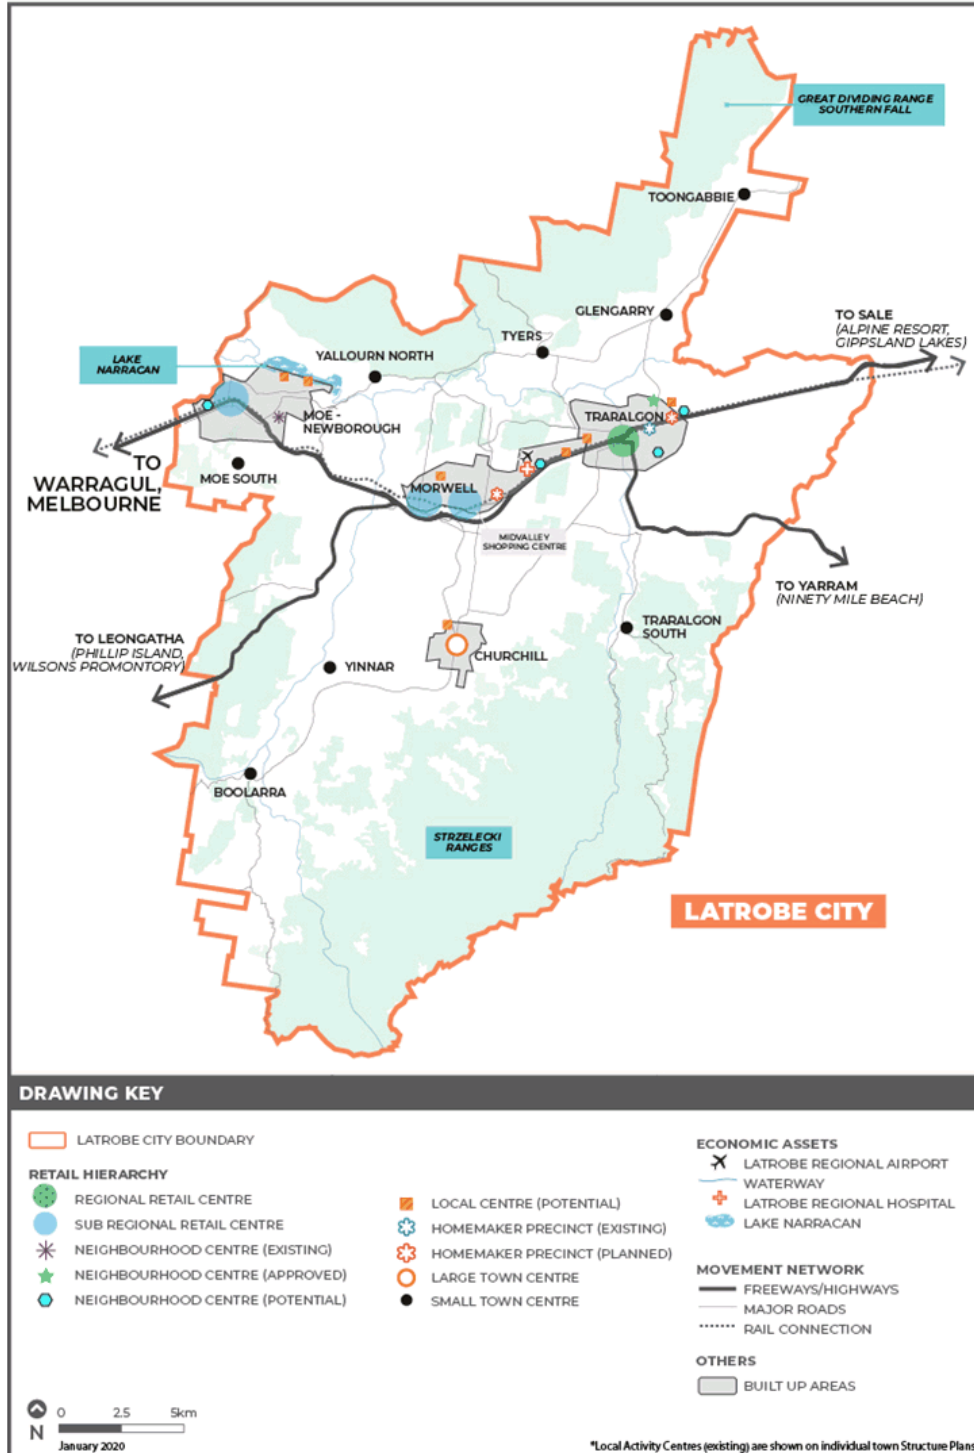 GREAT DIVIDING RANGE
SOUTHERN FALL
TOONGABBIE
GLENGARRY
TO SALE
(ALPINE RESORT,
GIPPSLAND LAKES)
TYERS
LAKE
NARRACAN
YALLOURN NORTH
MOE -
NEWBOROUGH
TRARALGON
TO
WARRAGUL,
MELBOURNE
MOE SOUTH
MORWELL
MIDVALLEY
SHOPPING CENTRE
TO YARRAM
(NINETY MILE BEACH)
TO LEONGATHA
(PHILLIP ISLAND,
WILSONS PROMONTORY)
TRARALGON
SOUTH
YINNAR
CHURCHILL
BOOLARRA
STRZELECKI
RANGES
LATROBE CITY
DRAWING KEY
LATROBE CITY BOUNDARY
RETAIL HIERARCHY
REGIONAL RETAIL CENTRE
SUB REGIONAL RETAIL CENTRE
NEIGHBOURHOOD CENTRE (EXISTING)
NEIGHBOURHOOD CENTRE (APPROVED)
NEIGHBOURHOOD CENTRE (POTENTIAL)
LOCAL CENTRE (POTENTIAL)
HOMEMAKER PRECINCT (EXISTING)
HOMEMAKER PRECINCT (PLANNED)
LARGE TOWN CENTRE
SMALL TOWN CENTRE
ECONOMIC ASSETS
LATROBE REGIONAL AIRPORT
WATERWAY
LATROBE REGIONAL HOSPITAL
LAKE NARRACAN
MOVEMENT NETWORK
FREEWAYS/HIGHWAYS
MAJOR ROADS
RAIL CONNECTION
OTHERS
BUILT UP AREAS
0 2.5 5km
N
January 2020
*Local Activity Centres (existing) are shown on individual town Structure Plans